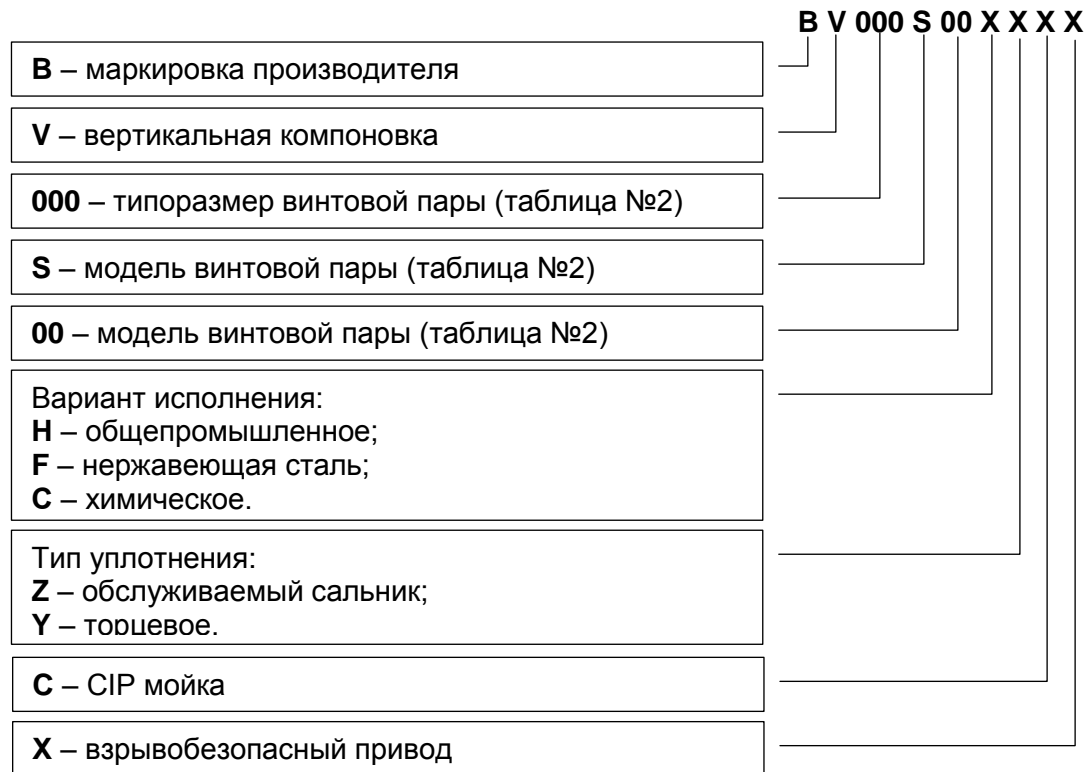 B V 000 S 00 X X X X
B – маркировка производителя
V – вертикальная компоновка
000 – типоразмер винтовой пары (таблица №2)
S – модель винтовой пары (таблица №2)
00 – модель винтовой пары (таблица №2)
Вариант исполнения:
H – общепромышленное;
F – нержавеющая сталь;
C – химическое.
Тип уплотнения:
Z – обслуживаемый сальник;
Y – торцевое.
C – CIP мойка
X – взрывобезопасный привод